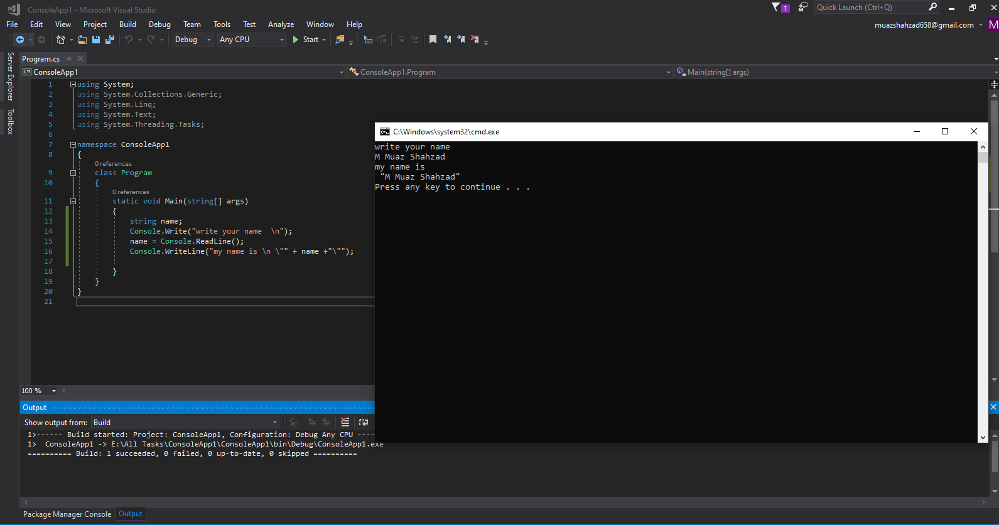 ConsoleApp1 - Microsoft Visual Studio
1
Quick Launch (Ctrl+Q)
File Edit View Project Build Debug Team Tools Test Analyze Window Help
muazshahzad658@gmail.com M
Debug Any CPU Start
Server Explorer
Toolbox
Program.cs
C# ConsoleApp1 ConsoleApp1.Program Main(string[] args)
1 using System;
2 using System.Collections.Generic;
3 using System.Linq;
4 using System.Text;
5 using System.Threading.Tasks;
6
7 namespace ConsoleApp1
8 {
0 references
9 class Program
10 {
0 references
11 static void Main(string[] args)
12 {
13 string name;
14 Console.Write("write your name  \n");
15 name = Console.ReadLine();
16 Console.WriteLine("my name is \n \"" + name +"\"");
17
18 }
19 }
20 }
21
C:\Windows\system32\cmd.exe
write your name
M Muaz Shahzad
my name is
 "M Muaz Shahzad"
Press any key to continue . . .
100 %
Output
Show output from: Build
1>------ Build started: Project: ConsoleApp1, Configuration: Debug Any CPU ----
1>  ConsoleApp1 -> E:\All Tasks\ConsoleApp1\ConsoleApp1\bin\Debug\ConsoleApp1.exe
========== Build: 1 succeeded, 0 failed, 0 up-to-date, 0 skipped ==========
Package Manager Console Output